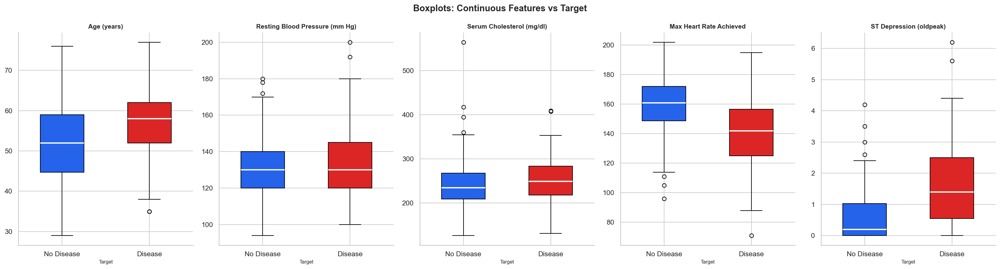 Boxplots: Continuous Features vs Target
Age (years)
70
60
50
40
30
No Disease
Disease
Target
Resting Blood Pressure (mm Hg)
200
180
160
140
120
100
No Disease
Disease
Target
Serum Cholesterol (mg/dl)
500
400
300
200
No Disease
Disease
Target
Max Heart Rate Achieved
200
180
160
140
120
100
80
No Disease
Disease
Target
ST Depression (oldpeak)
6
5
4
3
2
1
0
No Disease
Disease
Target